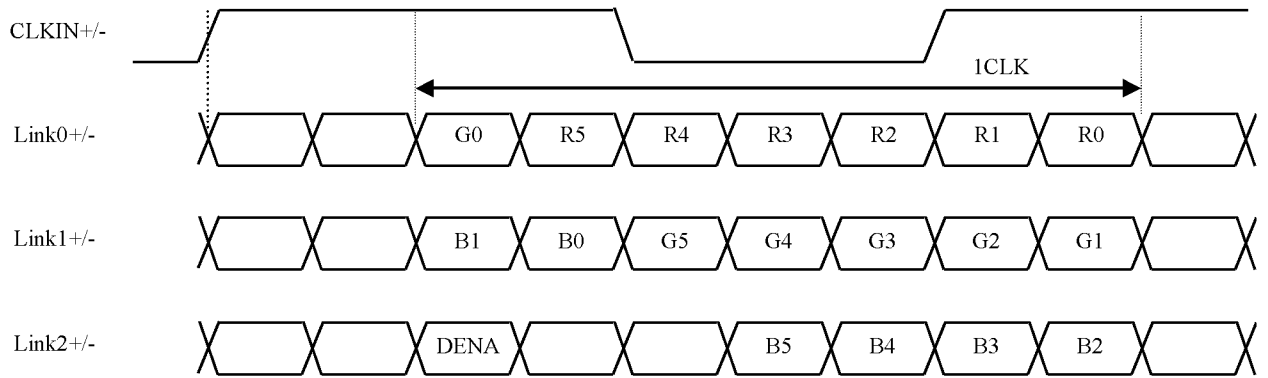 CLKIN+/-
1CLK
Link0+/- G0 R5 R4 R3 R2 R1 R0
Link1+/- B1 B0 G5 G4 G3 G2 G1
Link2+/- DENA B5 B4 B3 B2